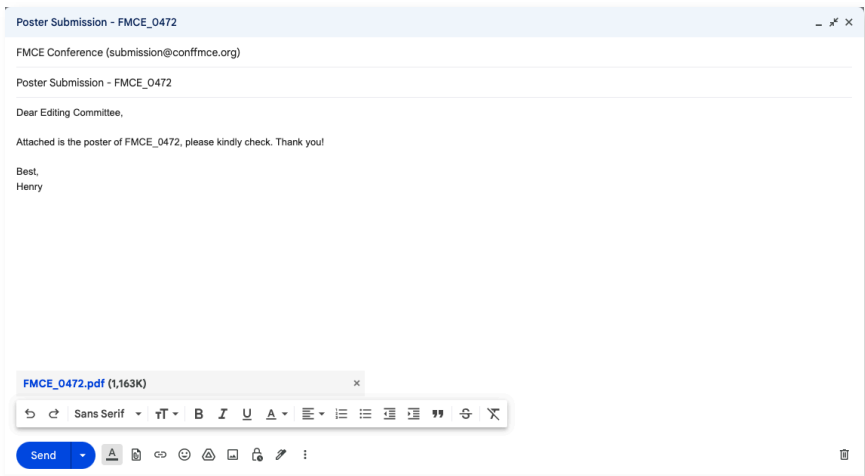 Poster Submission - FMCE_0472
FMCE Conference (submission@conffmce.org)
Poster Submission - FMCE_0472
Dear Editing Committee,
Attached is the poster of FMCE_0472, please kindly check. Thank you!
Best,
Henry
FMCE_0472.pdf (1,163K)
Sans Serif
Send